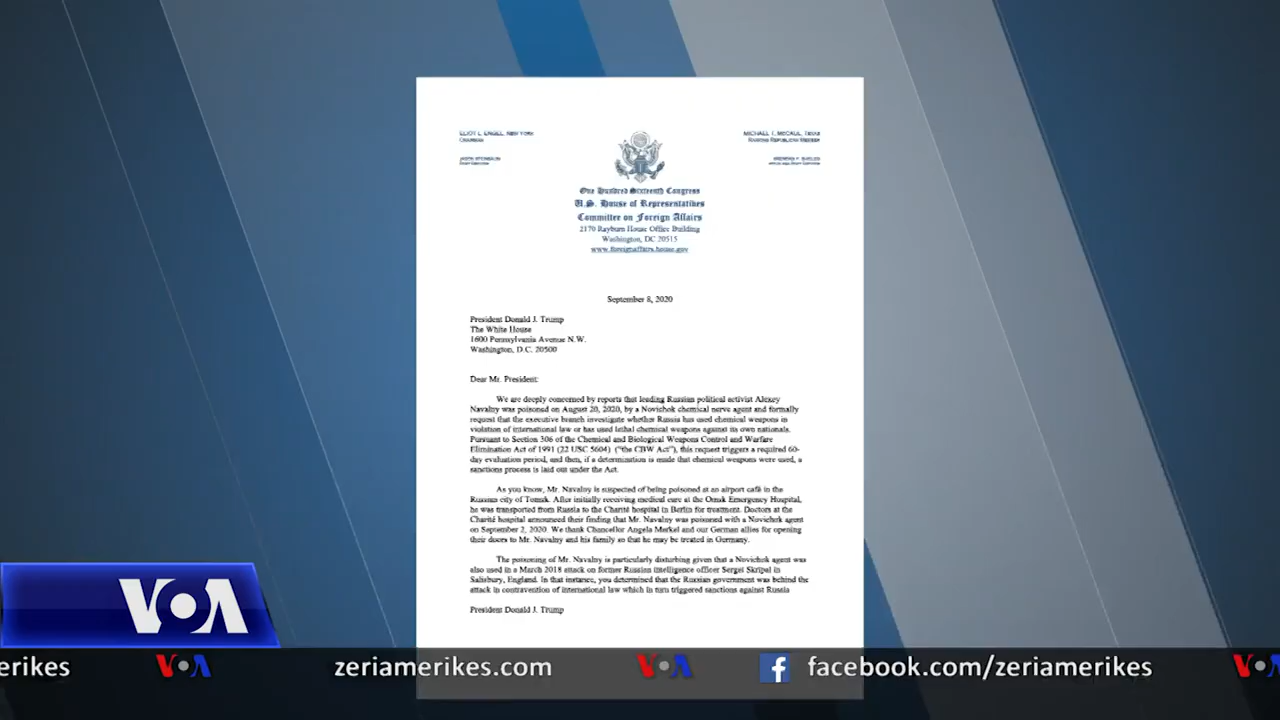 ELIOT L. ENGEL, NEW YORK
CHAIRMAN
MICHAEL T. MCCAUL, TEXAS
RANKING REPUBLICAN MEMBER
One Hundred Sixteenth Congress
U.S. House of Representatives
Committee on Foreign Affairs
2170 Rayburn House Office Building
Washington, DC 20515
www.foreignaffairs.house.gov
September 8, 2020
President Donald J. Trump
The White House
1600 Pennsylvania Avenue N.W.
Washington, D.C. 20500
Dear Mr. President:
We are deeply concerned by reports that leading Russian political activist Alexey
Navalny was poisoned on August 20, 2020, by a Novichok chemical nerve agent and formally
request that the executive branch investigate whether Russia has used chemical weapons in
violation of international law or has used lethal chemical weapons against its own nationals.
Pursuant to Section 306 of the Chemical and Biological Weapons Control and Warfare
Elimination Act of 1991 (22 USC 5604) ("the CBW Act"), this request triggers a required 60-
day evaluation period, and then, if a determination is made that chemical weapons were used, a
sanctions process is laid out under the Act.
As you know, Mr. Navalny is suspected of being poisoned at an airport café in the
Russian city of Tomsk. After initially receiving medical care at the Omsk Emergency Hospital,
he was transported from Russia to the Charité hospital in Berlin for treatment. Doctors at the
Charité hospital announced their finding that Mr. Navalny was poisoned with a Novichok agent
on September 2, 2020. We thank Chancellor Angela Merkel and our German allies for opening
their doors to Mr. Navalny and his family so that he may be treated in Germany.
The poisoning of Mr. Navalny is particularly disturbing given that a Novichok agent was
also used in a March 2018 attack on former Russian intelligence officer Sergei Skripal in
Salisbury, England. In that instance, you determined that the Russian government was behind the
attack in contravention of international law which in turn triggered sanctions against Russia
President Donald J. Trump
VOA
erikes VOA zeriamerikes.com VOA f facebook.com/zeriamerikes VOA